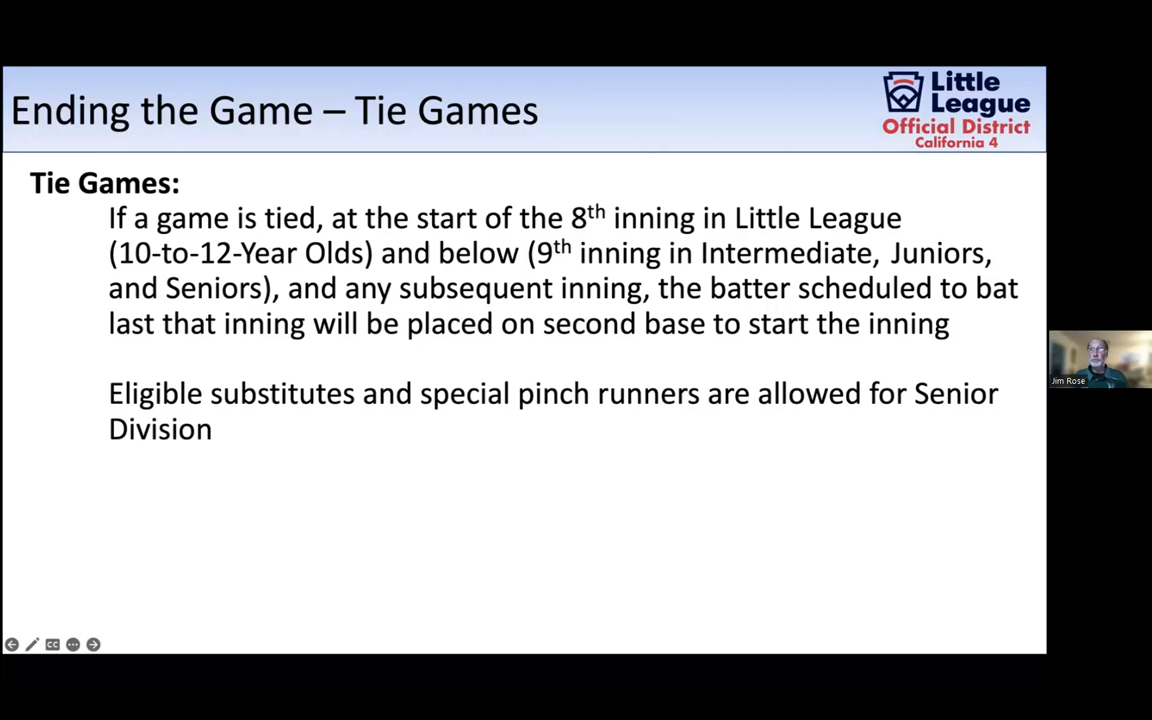 Ending the Game – Tie Games
Little
League
Official District
California 4
Tie Games:
If a game is tied, at the start of the 8th inning in Little League
(10-to-12-Year Olds) and below (9th inning in Intermediate, Juniors,
and Seniors), and any subsequent inning, the batter scheduled to bat
last that inning will be placed on second base to start the inning
Eligible substitutes and special pinch runners are allowed for Senior
Division
Jim Rose
CC